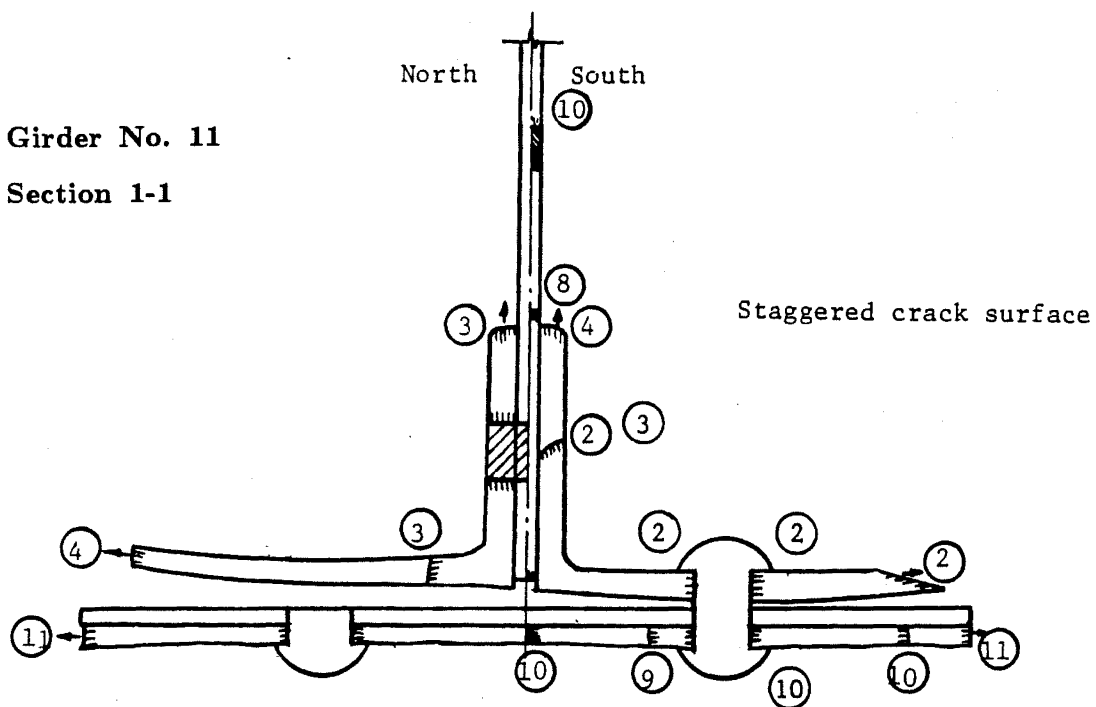 North South
10
Girder No. 11
Section 1-1
8
Staggered crack surface
3 4
2 3
3 2 2
4 2
11 11
10 9 10 10